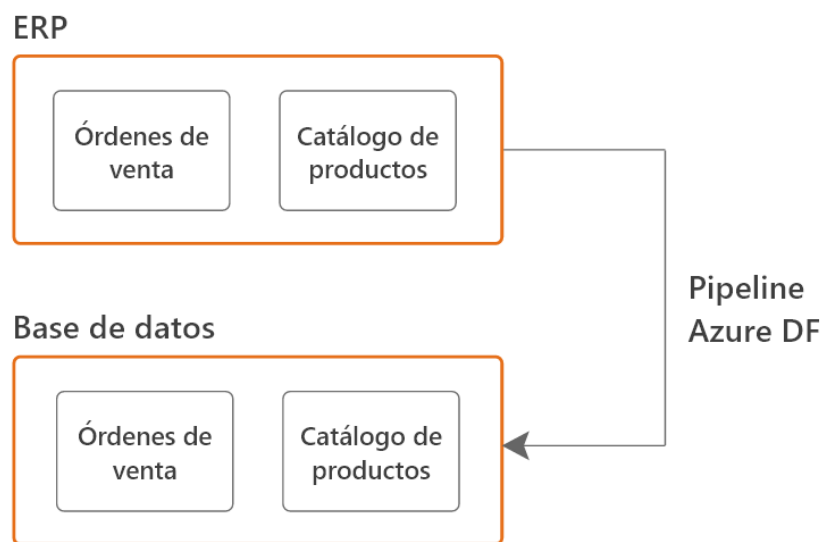 ERP
Órdenes de
venta
Catálogo de
productos
Pipeline
Azure DF
Base de datos
Órdenes de
venta
Catálogo de
productos